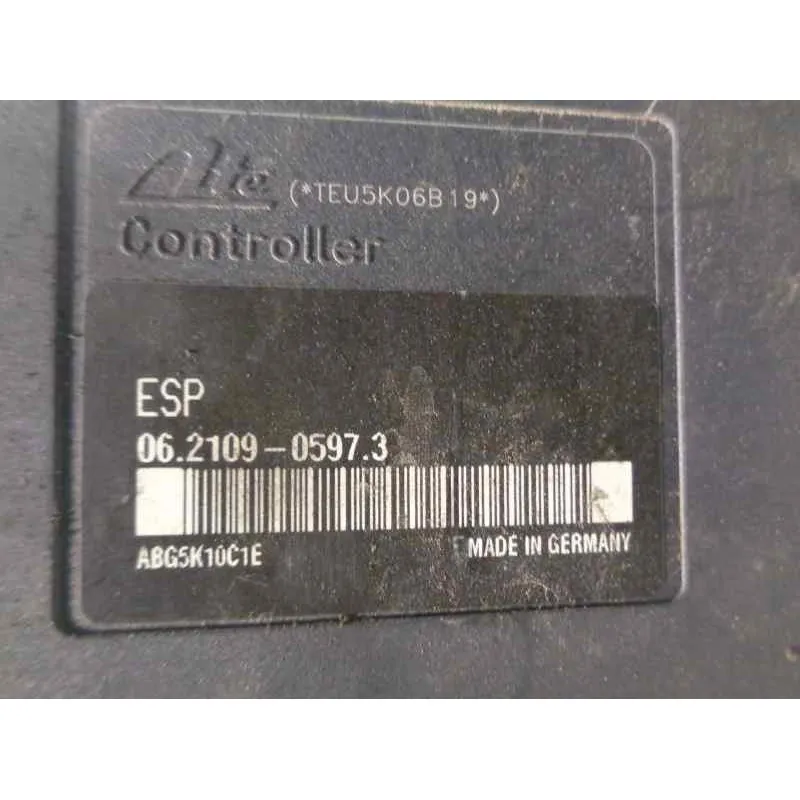 Ate (*TEU5K06B19*)
Controller
ESP
06.2109-0597.3
ABG5K10C1E MADE IN GERMANY